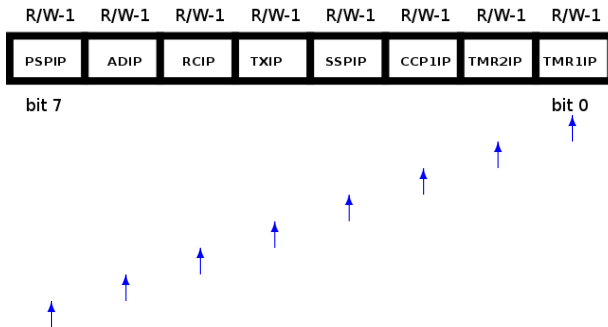 R/W-1 R/W-1 R/W-1 R/W-1 R/W-1 R/W-1 R/W-1 R/W-1
PSPIP ADIP RCIP TXIP SSPIP CCP1IP TMR2IP TMR1IP
bit 7 bit 0